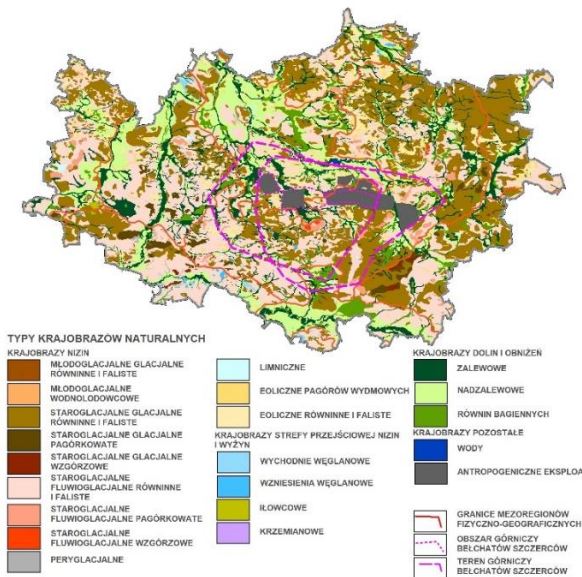 TYPY KRAJOBRAZÓW NATURALNYCH
KRAJOBRAZY NIZIN
MŁODOGLACJALNE GLACJALNE
RÓWNINNE I FALISTE
MŁODOGLACJALNE
WODNOLODOWCOWE
STAROGLACJALNE GLACJALNE
RÓWNINNE I FALISTE
STAROGLACJALNE GLACJALNE
PAGÓRKOWATE
STAROGLACJALNE GLACJALNE
WZGÓRZOWE
STAROGLACJALNE
FLUWIOGLACJALNE RÓWNINNE
I FALISTE
STAROGLACJALNE
FLUWIOGLACJALNE PAGÓRKOWATE
STAROGLACJALNE
FLUWIOGLACJALNE WZGÓRZOWE
PERYGLACJALNE
LIMNICZNE
EOLICZNE PAGÓRÓW WYDMOWYCH
EOLICZNE RÓWNINNE I FALISTE
KRAJOBRAZY STREFY PRZEJŚCIOWEJ NIZIN
I WYŻYN
WYCHODNIE WĘGLANOWE
WZNIESIENIA WĘGLANOWE
IŁOWCOWE
KRZEMIANOWE
KRAJOBRAZY DOLIN I OBNIŻEŃ
ZALEWOWE
NADZALEWOWE
RÓWNIN BAGIENNYCH
KRAJOBRAZY POZOSTAŁE
WODY
ANTROPOGENICZNE EKSPLOA
GRANICE MEZOREGIONÓW
FIZYCZNO-GEOGRAFICZNYCH
OBSZAR GÓRNICZY
BEŁCHATÓW SZCZERCÓW
TEREN GÓRNICZY
BEŁCHATÓW SZCZERCÓW